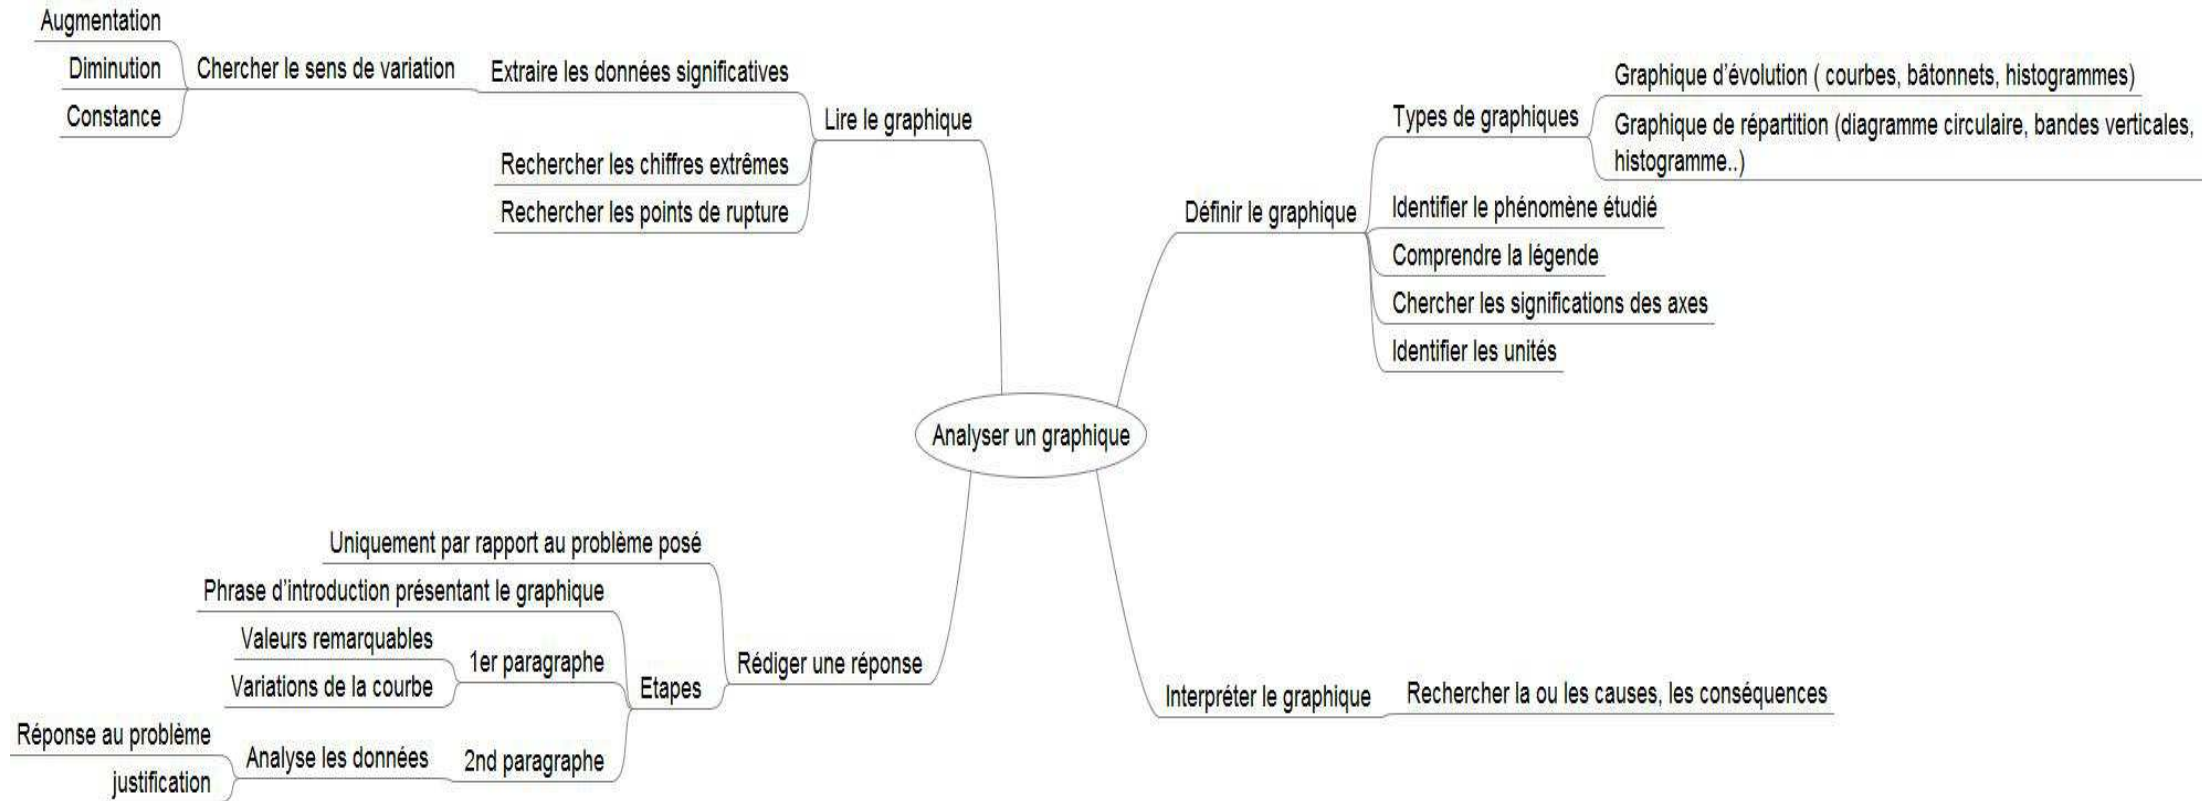 Analyser un graphique
Définir le graphique
Types de graphiques
Graphique d'évolution ( courbes, bâtonnets, histogrammes)
Graphique de répartition (diagramme circulaire, bandes verticales,
histogramme..)
Identifier le phénomène étudié
Comprendre la légende
Chercher les significations des axes
Identifier les unités
Lire le graphique
Extraire les données significatives
Chercher le sens de variation
Augmentation
Diminution
Constance
Rechercher les chiffres extrêmes
Rechercher les points de rupture
Interpréter le graphique
Rechercher la ou les causes, les conséquences
Rédiger une réponse
Uniquement par rapport au problème posé
Etapes
Phrase d'introduction présentant le graphique
1er paragraphe
Valeurs remarquables
Variations de la courbe
2nd paragraphe
Analyse les données
Réponse au problème
justification